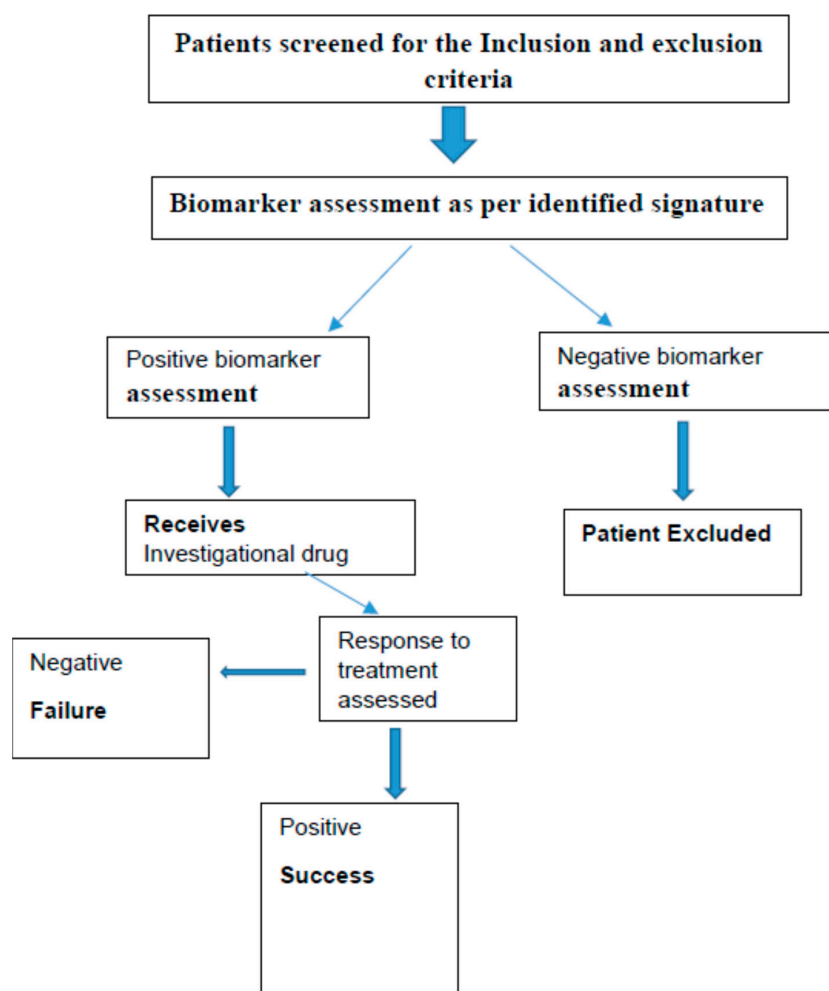 Patients screened for the Inclusion and exclusion
criteria
Biomarker assessment as per identified signature
Positive biomarker
assessment
Negative biomarker
assessment
Receives
Investigational drug
Patient Excluded
Response to
treatment
assessed
Negative
Failure
Positive
Success